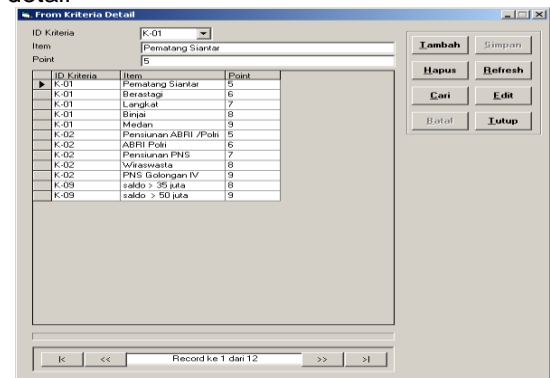 detail
From Kriteria Detail
ID Kriteria K-01
Item Pematang Siantar
Point 5
Tambah Simpan
Hapus Refresh
Cari Edit
Batal Tutup
ID Kriteria Item Point
K-01 Pematang Siantar 5
K-01 Berastagi 6
K-01 Langkat 7
K-01 Binjai 8
K-01 Medan 9
K-02 Pensiunan ABRI /Polri 5
K-02 ABRI Polri 6
K-02 Pensiunan PNS 7
K-02 Wiraswasta 8
K-02 PNS Golongan IV 9
K-09 saldo > 35 juta 8
K-09 saldo > 50 juta 9
|< << Record ke 1 dari 12 >> >|